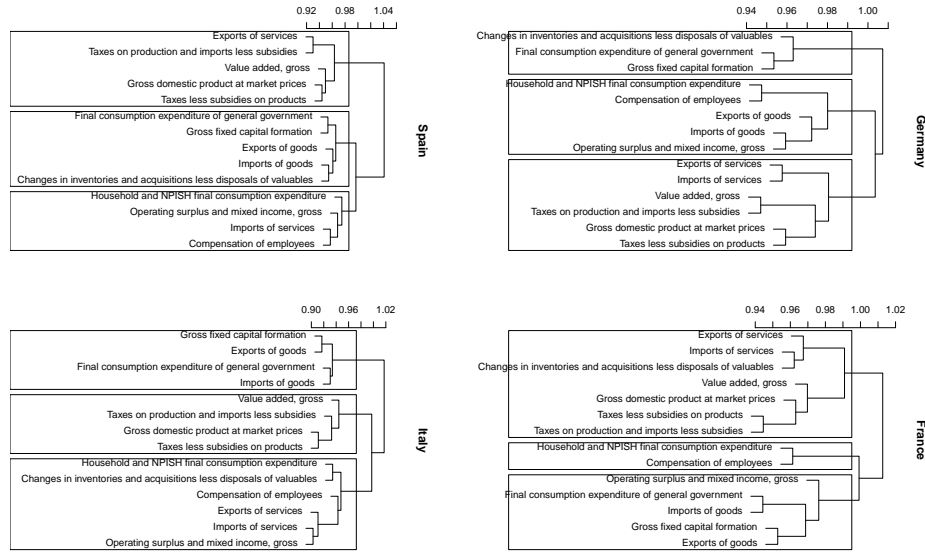 0.92 0.98 1.04
Exports of services
Taxes on production and imports less subsidies
Value added, gross
Gross domestic product at market prices
Taxes less subsidies on products
Final consumption expenditure of general government
Gross fixed capital formation
Exports of goods
Imports of goods
Changes in inventories and acquisitions less disposals of valuables
Household and NPISH final consumption expenditure
Operating surplus and mixed income, gross
Imports of services
Compensation of employees
Spain
0.94 0.96 0.98 1.00
Changes in inventories and acquisitions less disposals of valuables
Final consumption expenditure of general government
Gross fixed capital formation
Household and NPISH final consumption expenditure
Compensation of employees
Exports of goods
Imports of goods
Operating surplus and mixed income, gross
Exports of services
Imports of services
Value added, gross
Taxes on production and imports less subsidies
Gross domestic product at market prices
Taxes less subsidies on products
Germany
0.90 0.96 1.02
Gross fixed capital formation
Exports of goods
Final consumption expenditure of general government
Imports of goods
Value added, gross
Taxes on production and imports less subsidies
Gross domestic product at market prices
Taxes less subsidies on products
Household and NPISH final consumption expenditure
Changes in inventories and acquisitions less disposals of valuables
Compensation of employees
Exports of services
Imports of services
Operating surplus and mixed income, gross
Italy
0.94 0.96 0.98 1.00 1.02
Exports of services
Imports of services
Changes in inventories and acquisitions less disposals of valuables
Value added, gross
Gross domestic product at market prices
Taxes less subsidies on products
Taxes on production and imports less subsidies
Household and NPISH final consumption expenditure
Compensation of employees
Operating surplus and mixed income, gross
Final consumption expenditure of general government
Imports of goods
Gross fixed capital formation
Exports of goods
France